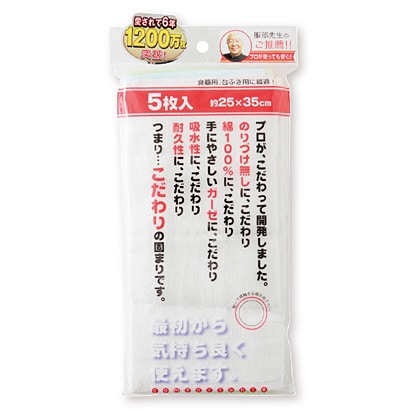 愛されて6年
1200万枚
突破!
服部先生の
ご推薦!!
プロが使っても安心!
食器用、台ふき用に最適!
5枚入 約25×35cm
プロが、こだわって開発しました。
のりづけ無しに、こだわり
綿100%に、こだわり
手にやさしいガーゼに、こだわり
吸水性に、こだわり
耐久性に、こだわり
つまり…こだわりの固まりです。
最初から
気持ち良く
使えます。
comfortable